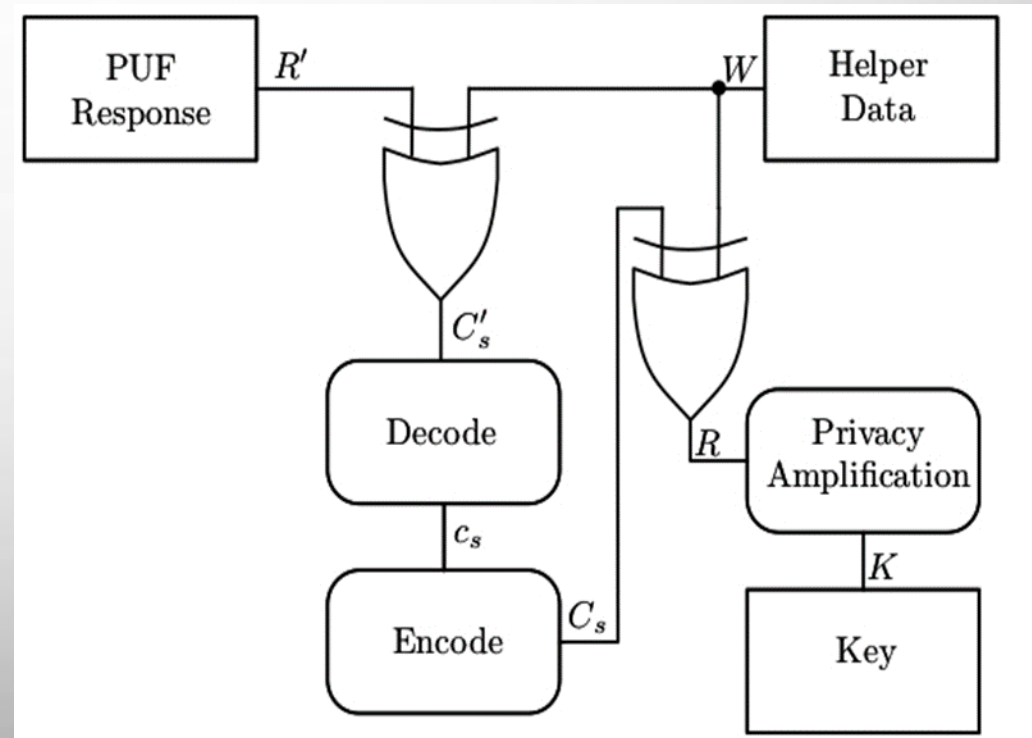 PUF
Response
R′
W
Helper
Data
C′ₛ
Decode
R
Privacy
Amplification
cₛ
K
Encode
Cₛ
Key